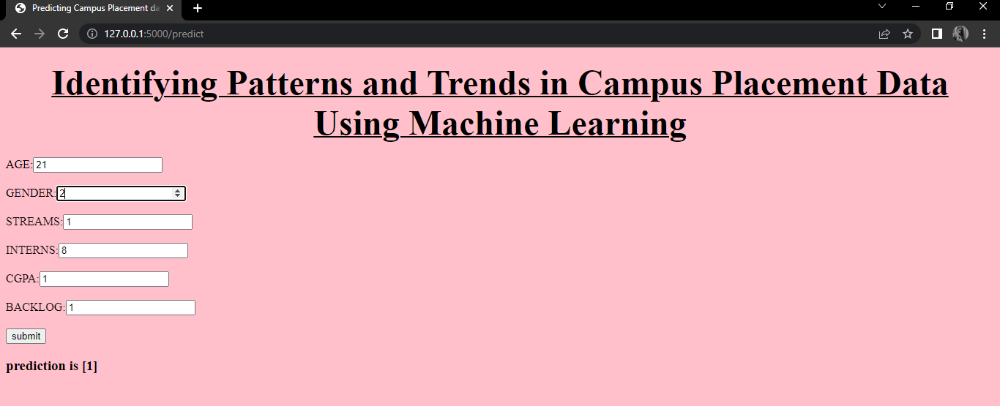 Predicting Campus Placement da
127.0.0.1:5000/predict
Identifying Patterns and Trends in Campus Placement Data
Using Machine Learning
AGE: 21
GENDER: 2
STREAMS: 1
INTERNS: 8
CGPA: 1
BACKLOG: 1
submit
prediction is [1]